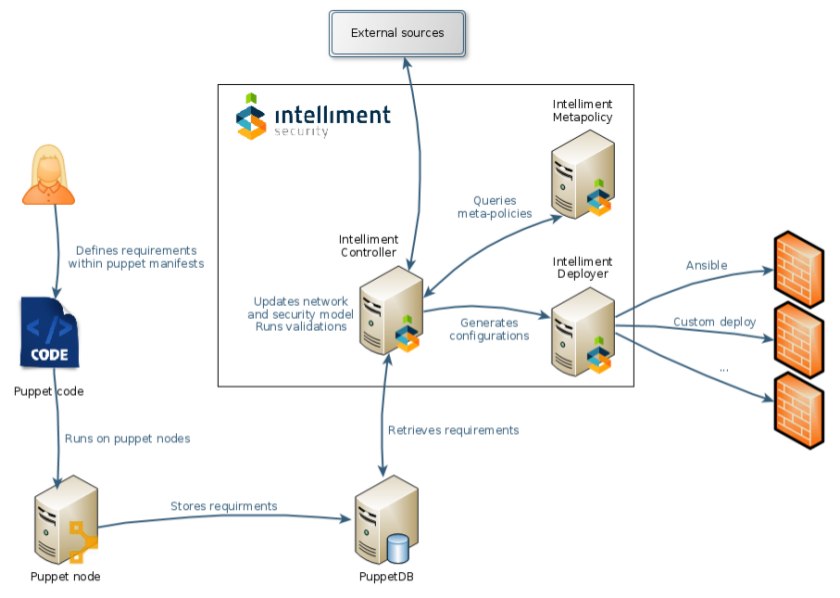 External sources
intelliment
security
Intelliment
Metapolicy
Queries
meta-policies
Intelliment
Controller
Intelliment
Deployer
Defines requirements
within puppet manifests
Updates network
and security model
Runs validations
Generates
configurations
Ansible
Custom deploy
...
</>
CODE
Puppet code
Runs on puppet nodes
Retrieves requirements
Stores requirments
Puppet node
PuppetDB